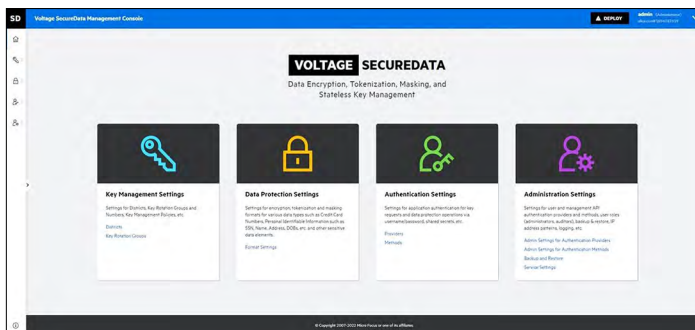 SD Voltage SecureData Management Console
DEPLOY
admin
VOLTAGE SECUREDATA
Data Encryption, Tokenization, Masking, and
Stateless Key Management
Key Management Settings
Settings for Districts, Key Rotation Groups and
Numbers, Key Management Policies, etc.
Districts
Key Rotation Groups
Data Protection Settings
Settings for encryption, tokenization and masking
formats for various data types such as Credit Card
Numbers, Personal Identifiable Information such as
SSN, Name, Address, DOBs, etc. and other sensitive
data elements.
Format Settings
Authentication Settings
Settings for application authentication for key
requests and data protection operations via
username/password, shared secrets etc.
Providers
Methods
Administration Settings
Settings for user and management API
authentication providers and methods, user roles
(administrators, auditors), backup & restore, IP
address patterns, logging, etc.
Admin Settings for Authentication Providers
Admin Settings for Authentication Methods
Backup and Restore
Service Settings
© Copyright 2007-2022 Micro Focus or one of its affiliates.